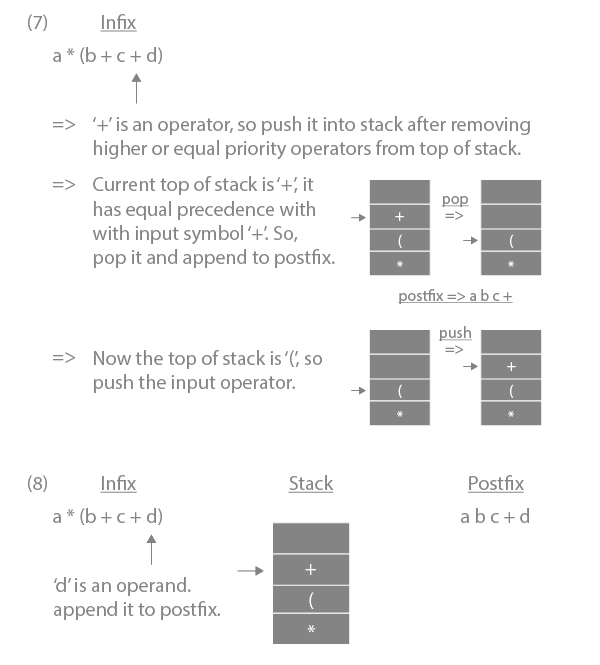 (7) Infix
a * (b + c + d)
=> ‘+’ is an operator, so push it into stack after removing
higher or equal priority operators from top of stack.
=> Current top of stack is ‘+’, it
has equal precedence with
with input symbol ‘+’. So,
pop it and append to postfix.
pop
=>
+
(
*
(
*
postfix => a b c +
=> Now the top of stack is ‘(’, so
push the input operator.
push
=>
(
*
+
(
*
(8) Infix Stack Postfix
a * (b + c + d) a b c + d
‘d’ is an operand.
append it to postfix.
+
(
*